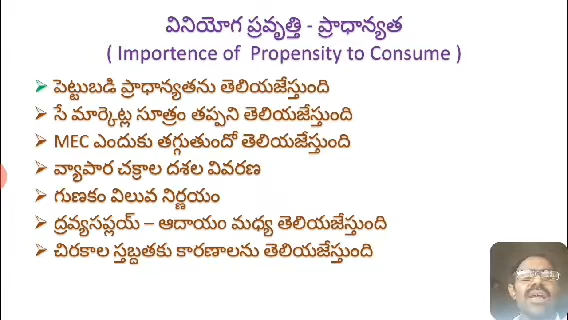 వినియోగ ప్రవృత్తి - ప్రాధాన్యత
( Importence of Propensity to Consume )
➢ పెట్టుబడి ప్రాధాన్యతను తెలియజేస్తుంది
➢ సే మార్కెట్ల సూత్రం తప్పని తెలియజేస్తుంది
➢ MEC ఎందుకు తగ్గుతుందో తెలియజేస్తుంది
➢ వ్యాపార చక్రాల దశల వివరణ
➢ గుణకం విలువ నిర్ణయం
➢ ద్రవ్యసప్లయ్ – ఆదాయం మధ్య తెలియజేస్తుంది
➢ చిరకాల స్తబ్దతకు కారణాలను తెలియజేస్తుంది